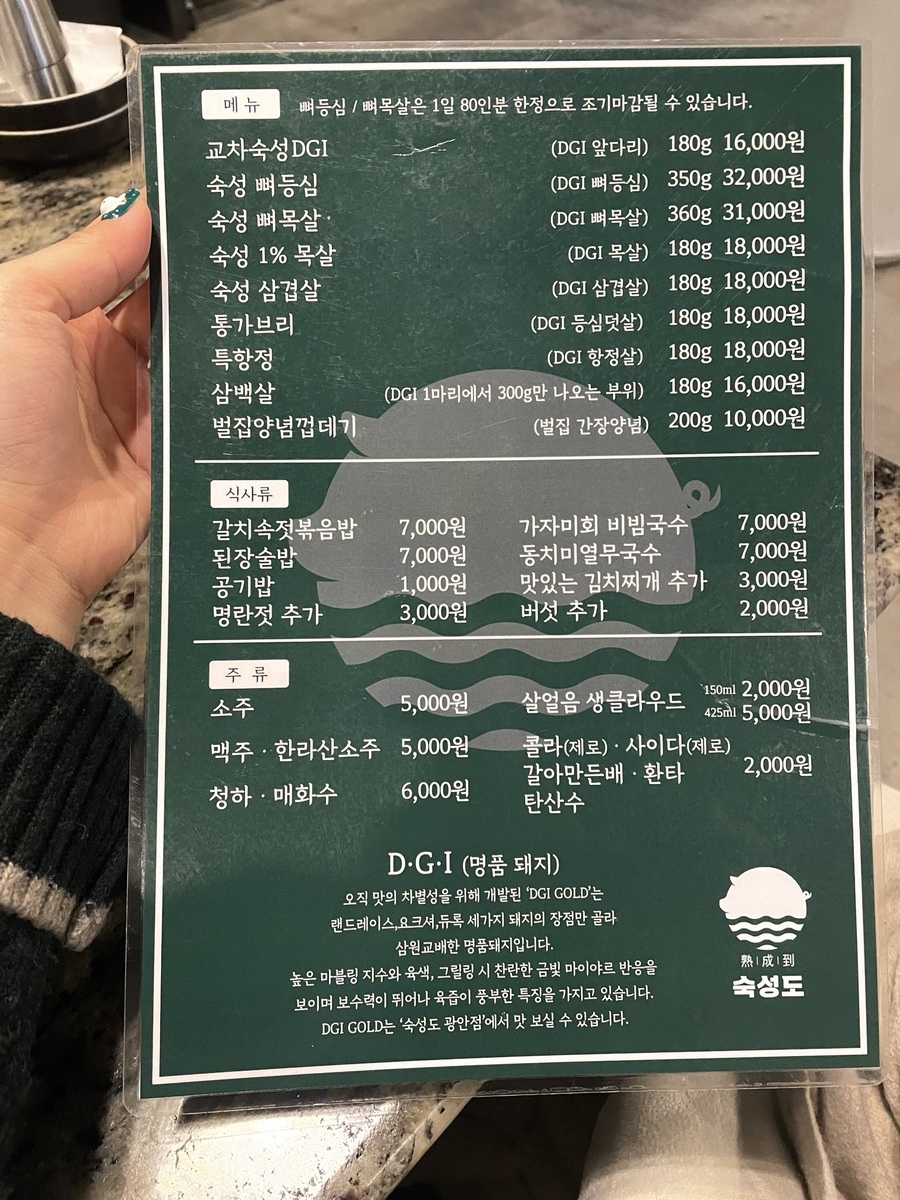 메뉴 뼈등심 / 뼈목살은 1일 80인분 한정으로 조기마감될 수 있습니다.
교차숙성DGI (DGI 앞다리) 180g 16,000원
숙성 뼈등심 (DGI 뼈등심) 350g 32,000원
숙성 뼈목살 (DGI 뼈목살) 360g 31,000원
숙성 1% 목살 (DGI 목살) 180g 18,000원
숙성 삼겹살 (DGI 삼겹살) 180g 18,000원
통가브리 (DGI 등심덧살) 180g 18,000원
특항정 (DGI 항정살) 180g 18,000원
삼백살 (DGI 1마리에서 300g만 나오는 부위) 180g 16,000원
벌집양념껍데기 (벌집 간장양념) 200g 10,000원
식사류
갈치속젓볶음밥 7,000원 가자미회 비빔국수 7,000원
된장술밥 7,000원 동치미열무국수 7,000원
공기밥 1,000원 맛있는 김치찌개 추가 3,000원
명란젓 추가 3,000원 버섯 추가 2,000원
주 류
소주 5,000원 살얼음 생클라우드 150ml 2,000원
425ml 5,000원
맥주 · 한라산소주 5,000원 콜라(제로) · 사이다(제로)
갈아만든배 · 환타 2,000원
청하 · 매화수 6,000원 탄산수
D·G·I (명품 돼지)
오직 맛의 차별성을 위해 개발된 ‘DGI GOLD’는
랜드레이스,요크셔,듀록 세가지 돼지의 장점만 골라
삼원교배한 명품돼지입니다.
높은 마블링 지수와 육색, 그릴링 시 찬란한 금빛 마이야르 반응을
보이며 보수력이 뛰어나 육즙이 풍부한 특징을 가지고 있습니다.
DGI GOLD는 ‘숙성도 광안점’에서 맛 보실 수 있습니다.
熟|成|到
숙성도